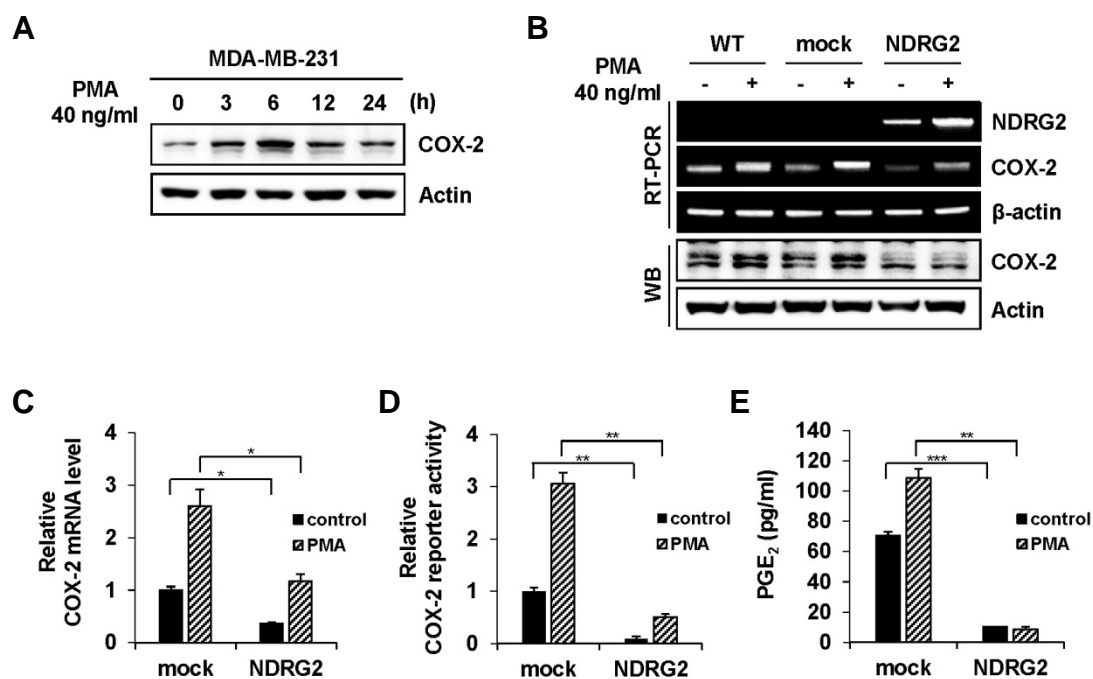 A
MDA-MB-231
PMA
40 ng/ml
0 3 6 12 24 (h)
COX-2
Actin
B
WT mock NDRG2
PMA
40 ng/ml
- + - + - +
RT-PCR
NDRG2
COX-2
β-actin
WB
COX-2
Actin
C
Relative
COX-2 mRNA level
4
3
2
1
0
*
*
control
PMA
mock NDRG2
D
Relative
COX-2 reporter activity
4
3
2
1
0
**
**
control
PMA
mock NDRG2
E
PGE₂ (pg/ml)
140
120
100
80
60
40
20
0
**
***
control
PMA
mock NDRG2